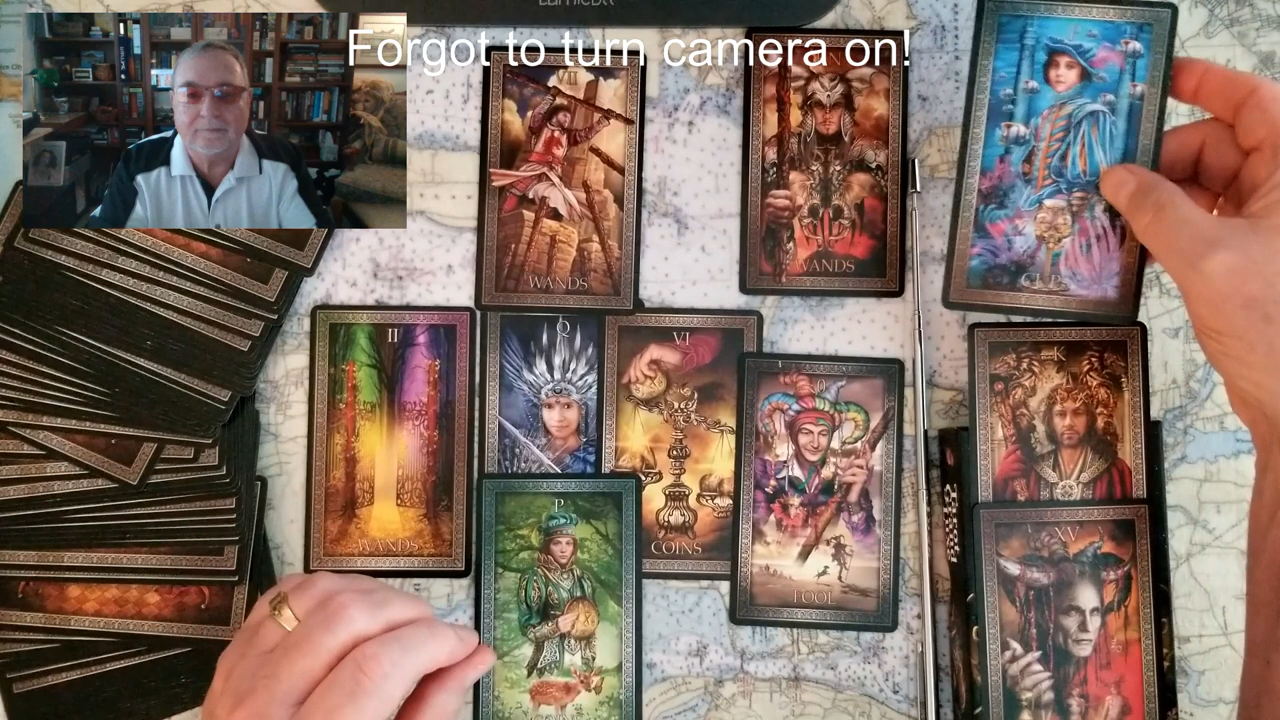 Forgot to turn camera on!
VII
WANDS
WANDS
II
Q
VI
0
K
WANDS
COINS
P
XV
FOOL